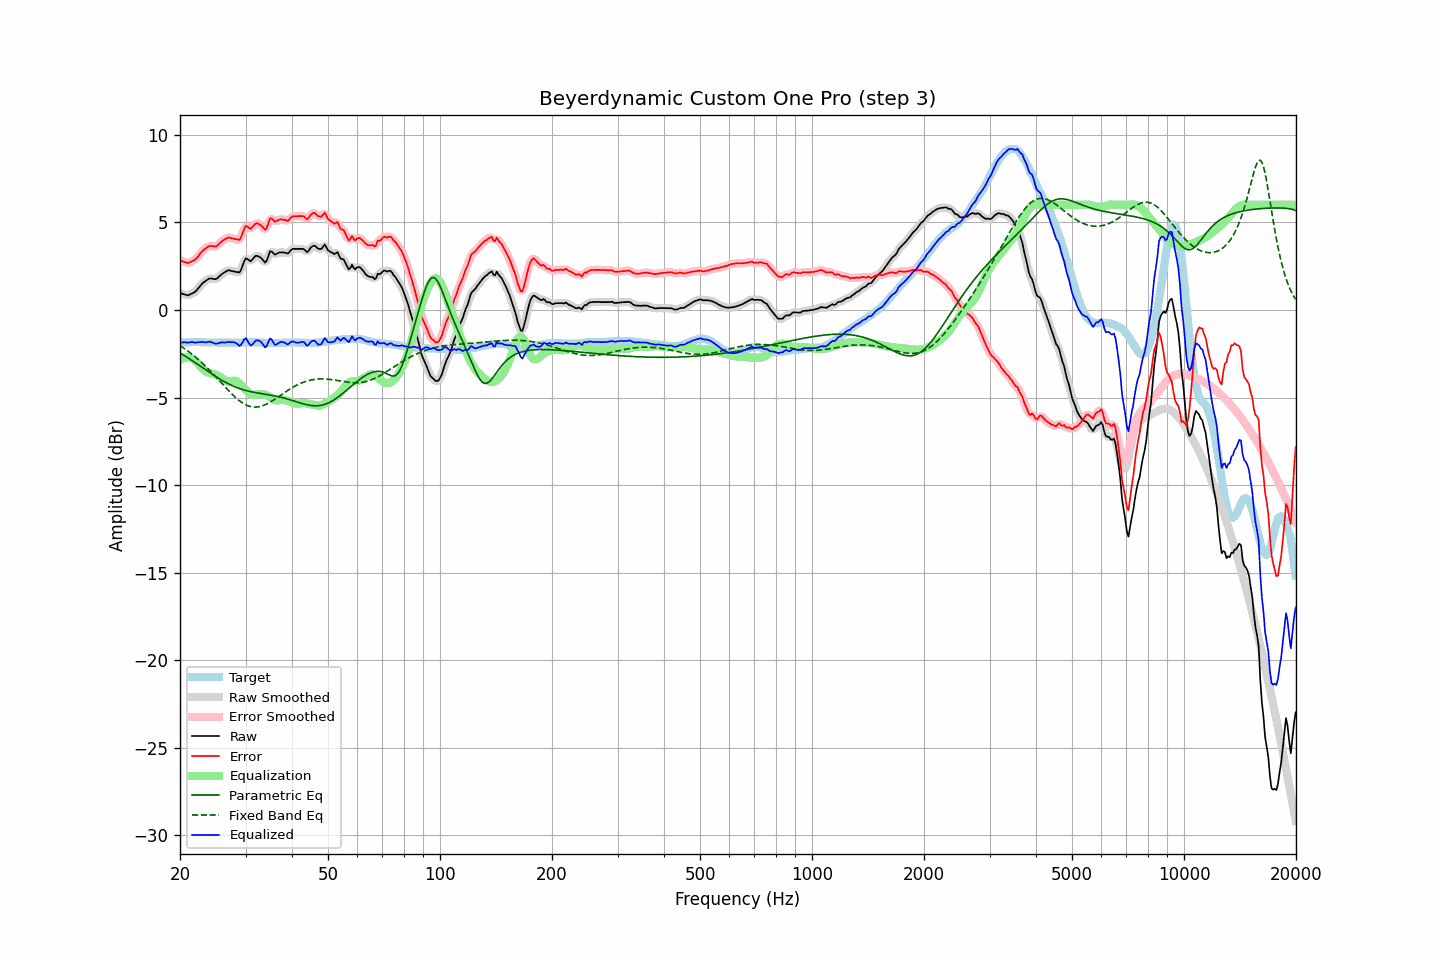 Beyerdynamic Custom One Pro (step 3)
10
5
0
−5
−10
−15
−20
−25
−30
Amplitude (dBr)
Target
Raw Smoothed
Error Smoothed
Raw
Error
Equalization
Parametric Eq
Fixed Band Eq
Equalized
20 50 100 200 500 1000 2000 5000 10000 20000
Frequency (Hz)